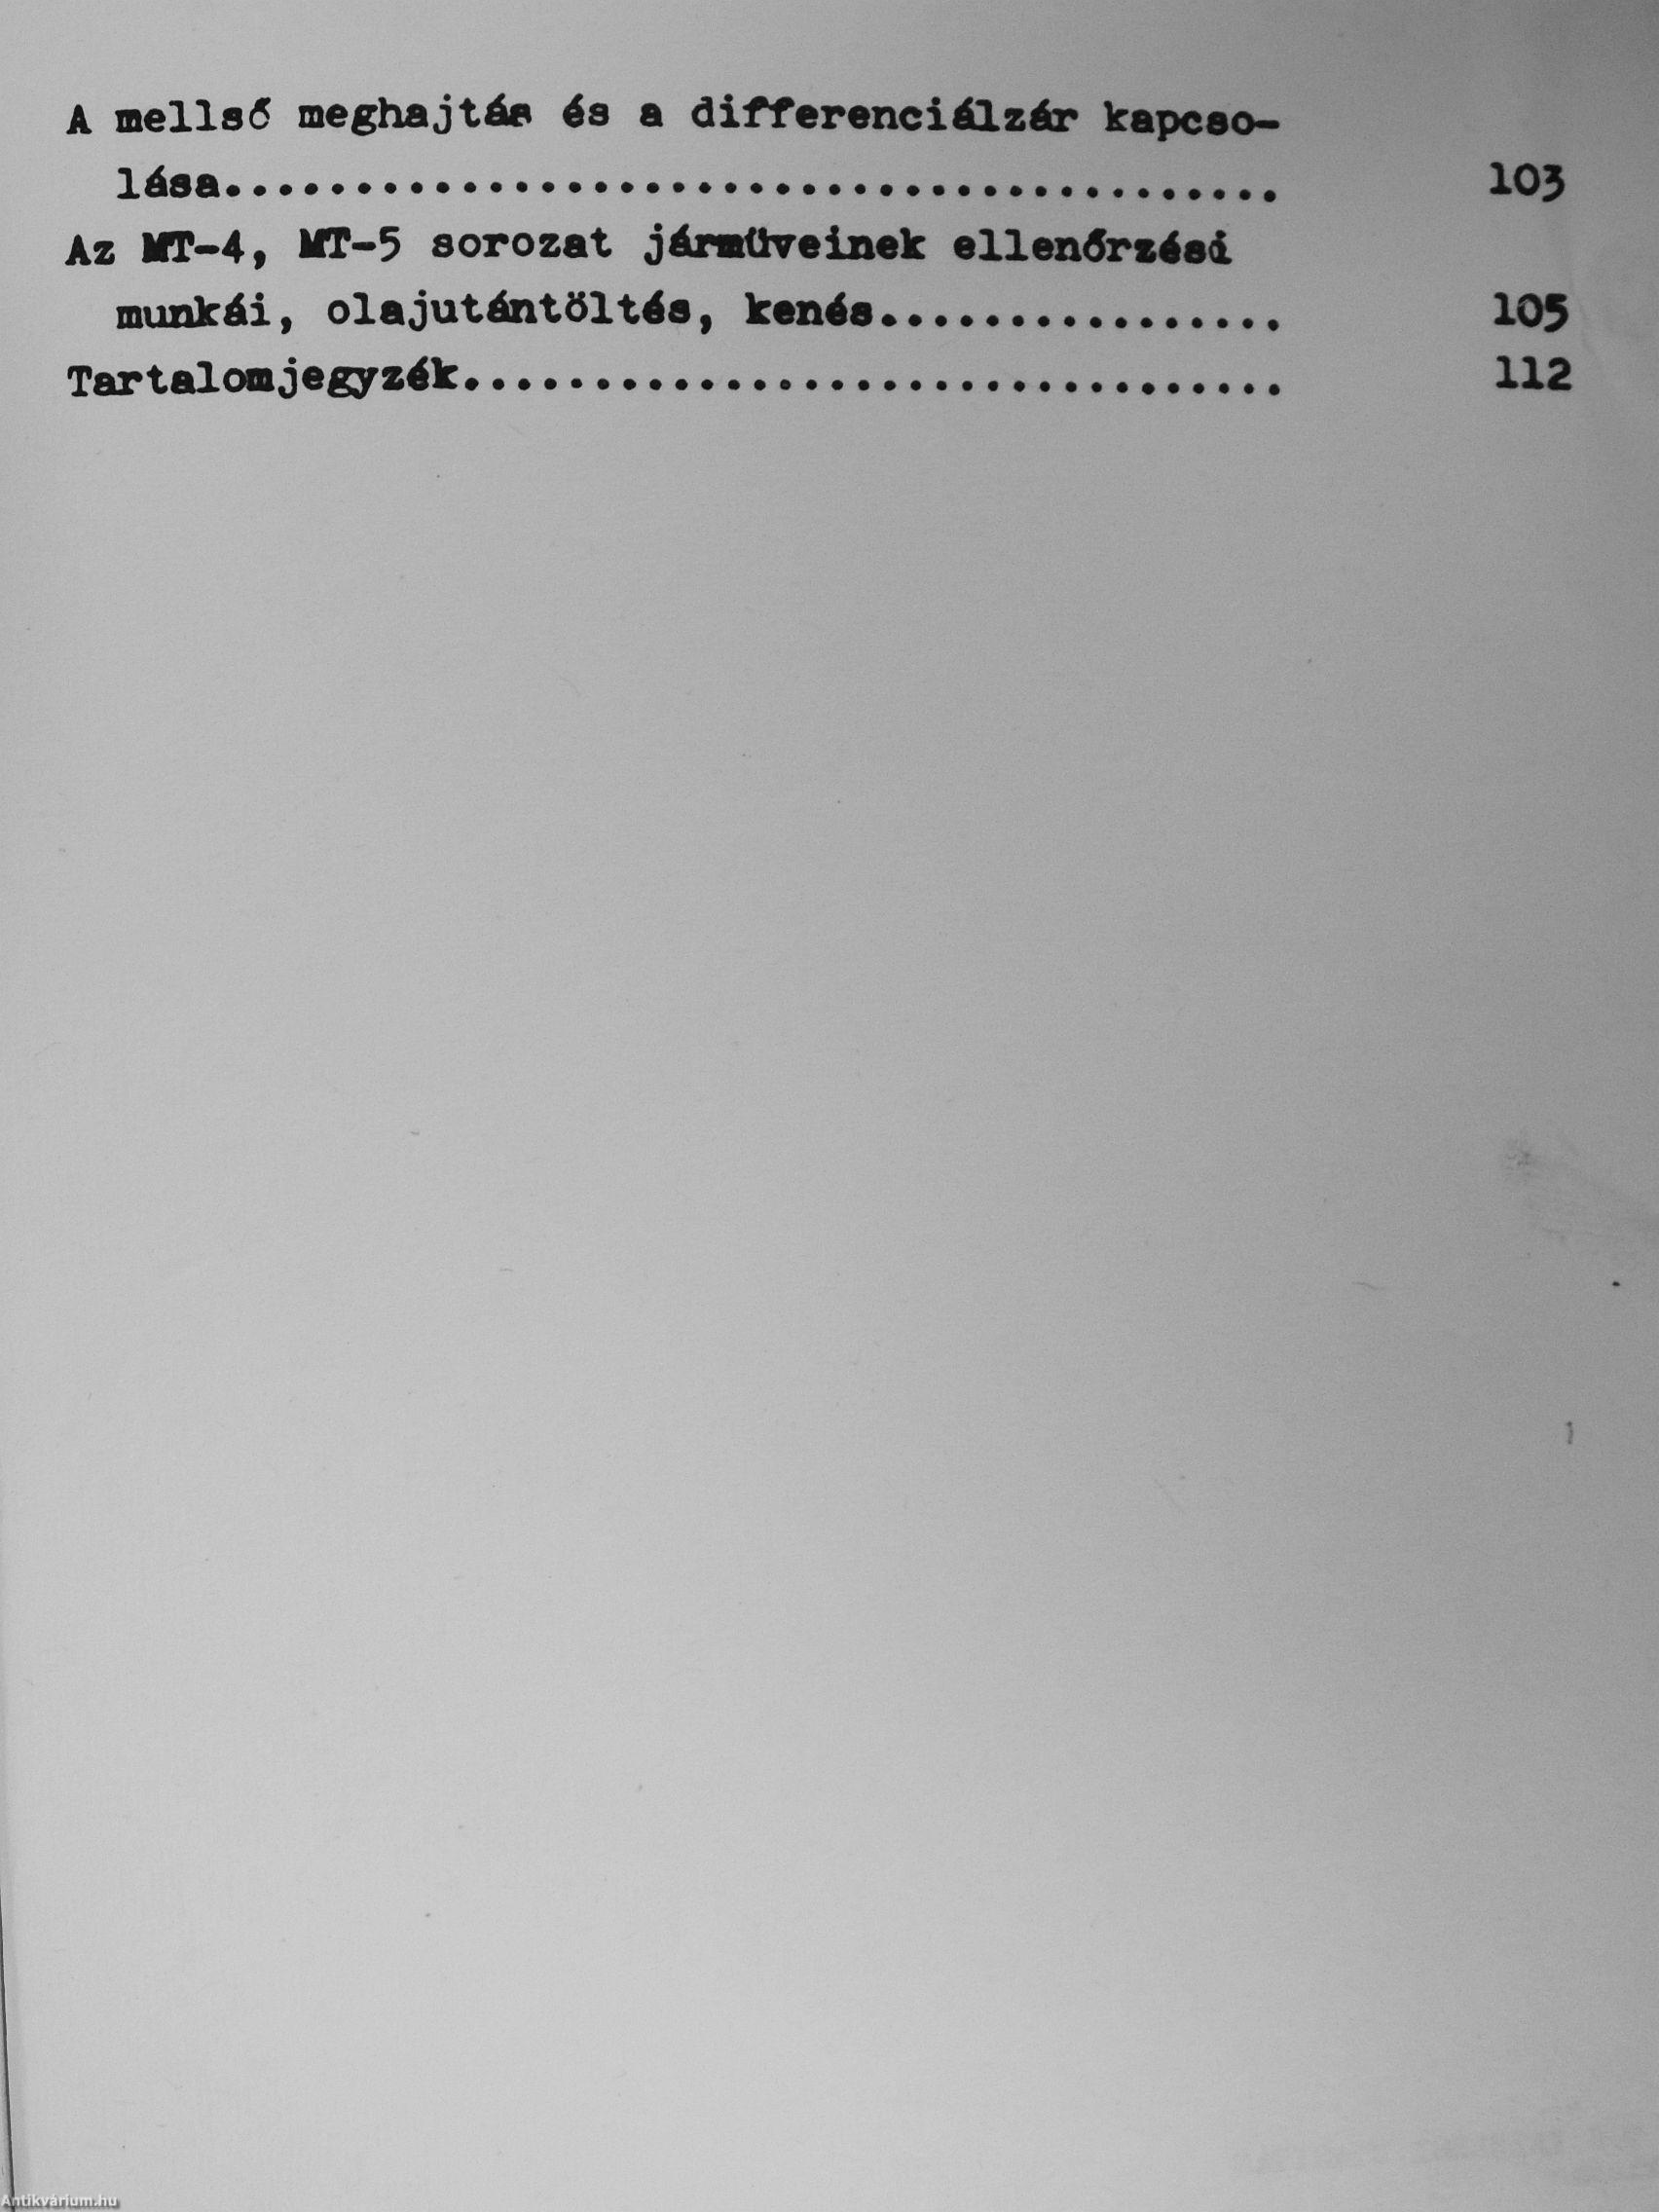 A mellső meghajtás és a differenciálzár kapcso-
lása......................................... 103
Az MT-4, MT-5 sorozat járműveinek ellenőrzési
munkái, olajutántöltés, kenés................ 105
Tartalomjegyzék................................ 112
Antikvárium.hu